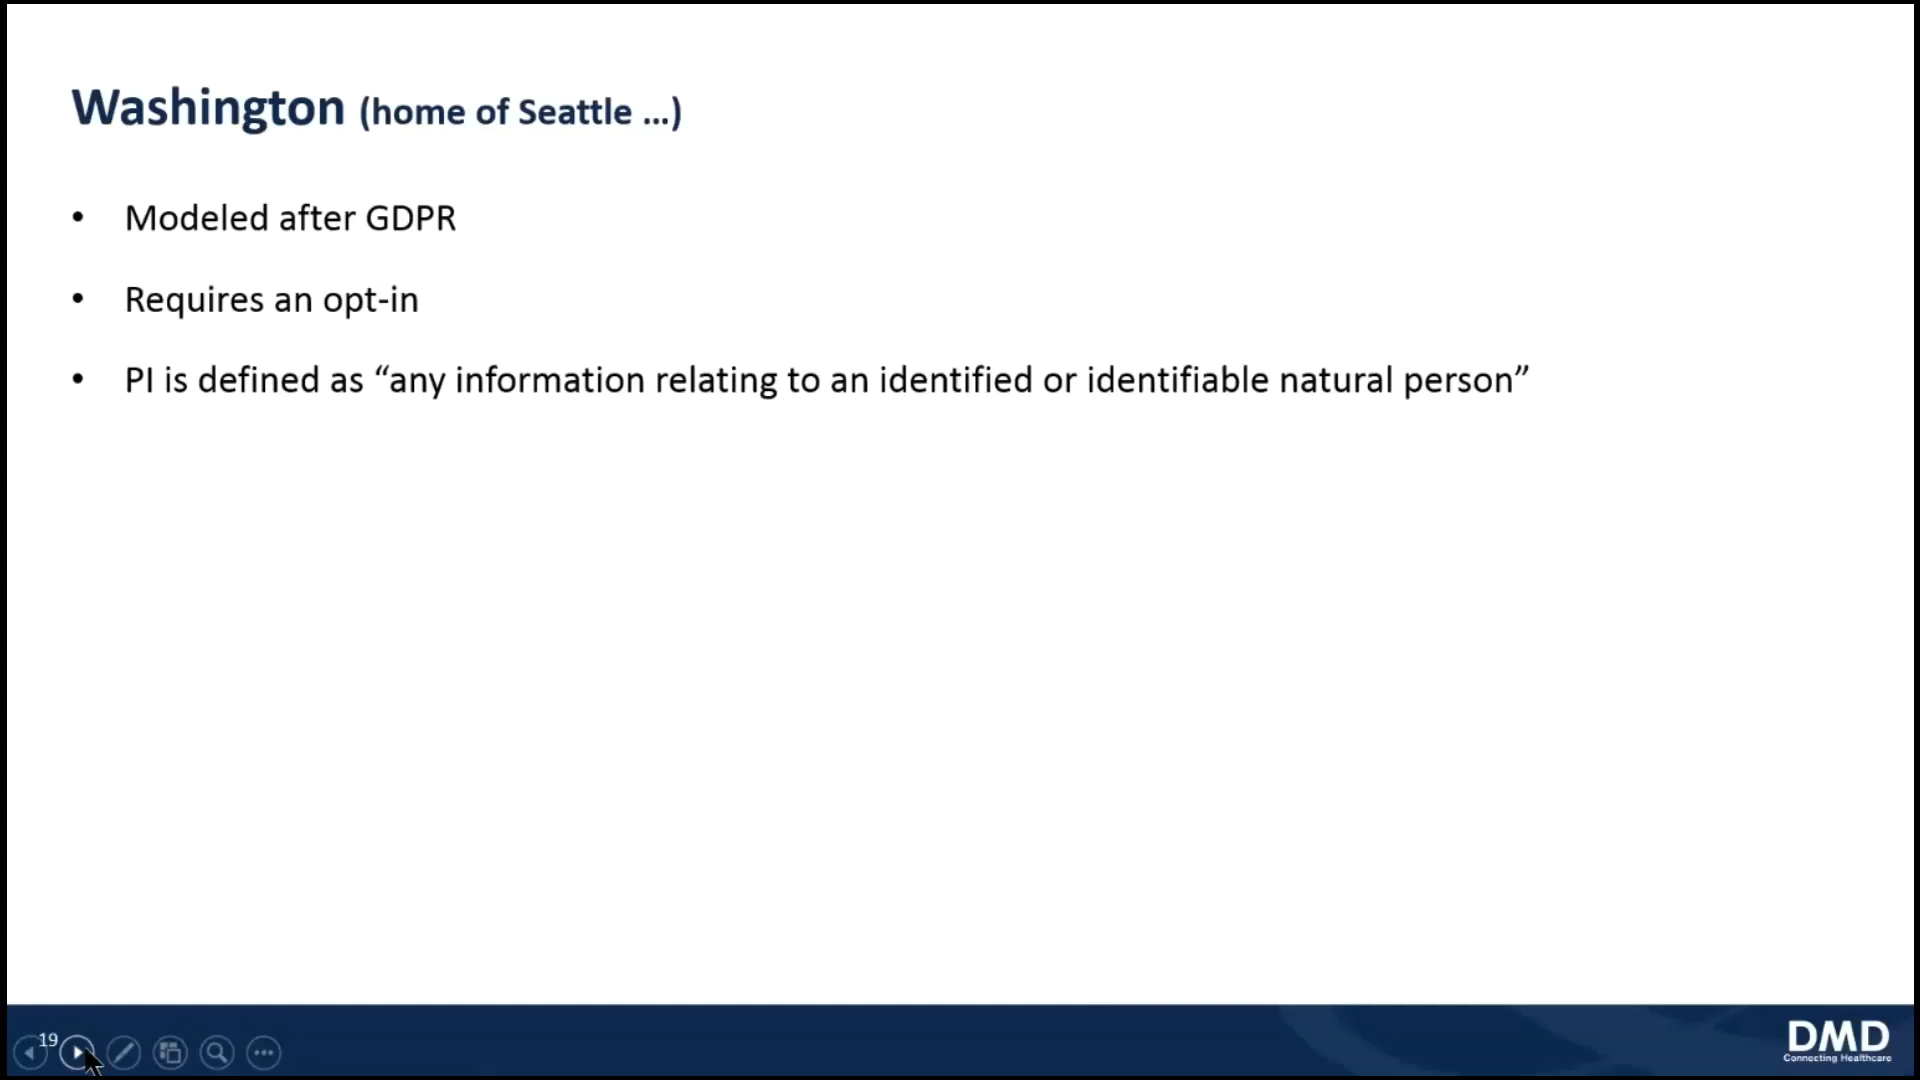 Washington (home of Seattle ...)
• Modeled after GDPR
• Requires an opt-in
• PI is defined as “any information relating to an identified or identifiable natural person”
19
DMD
Connecting Healthcare